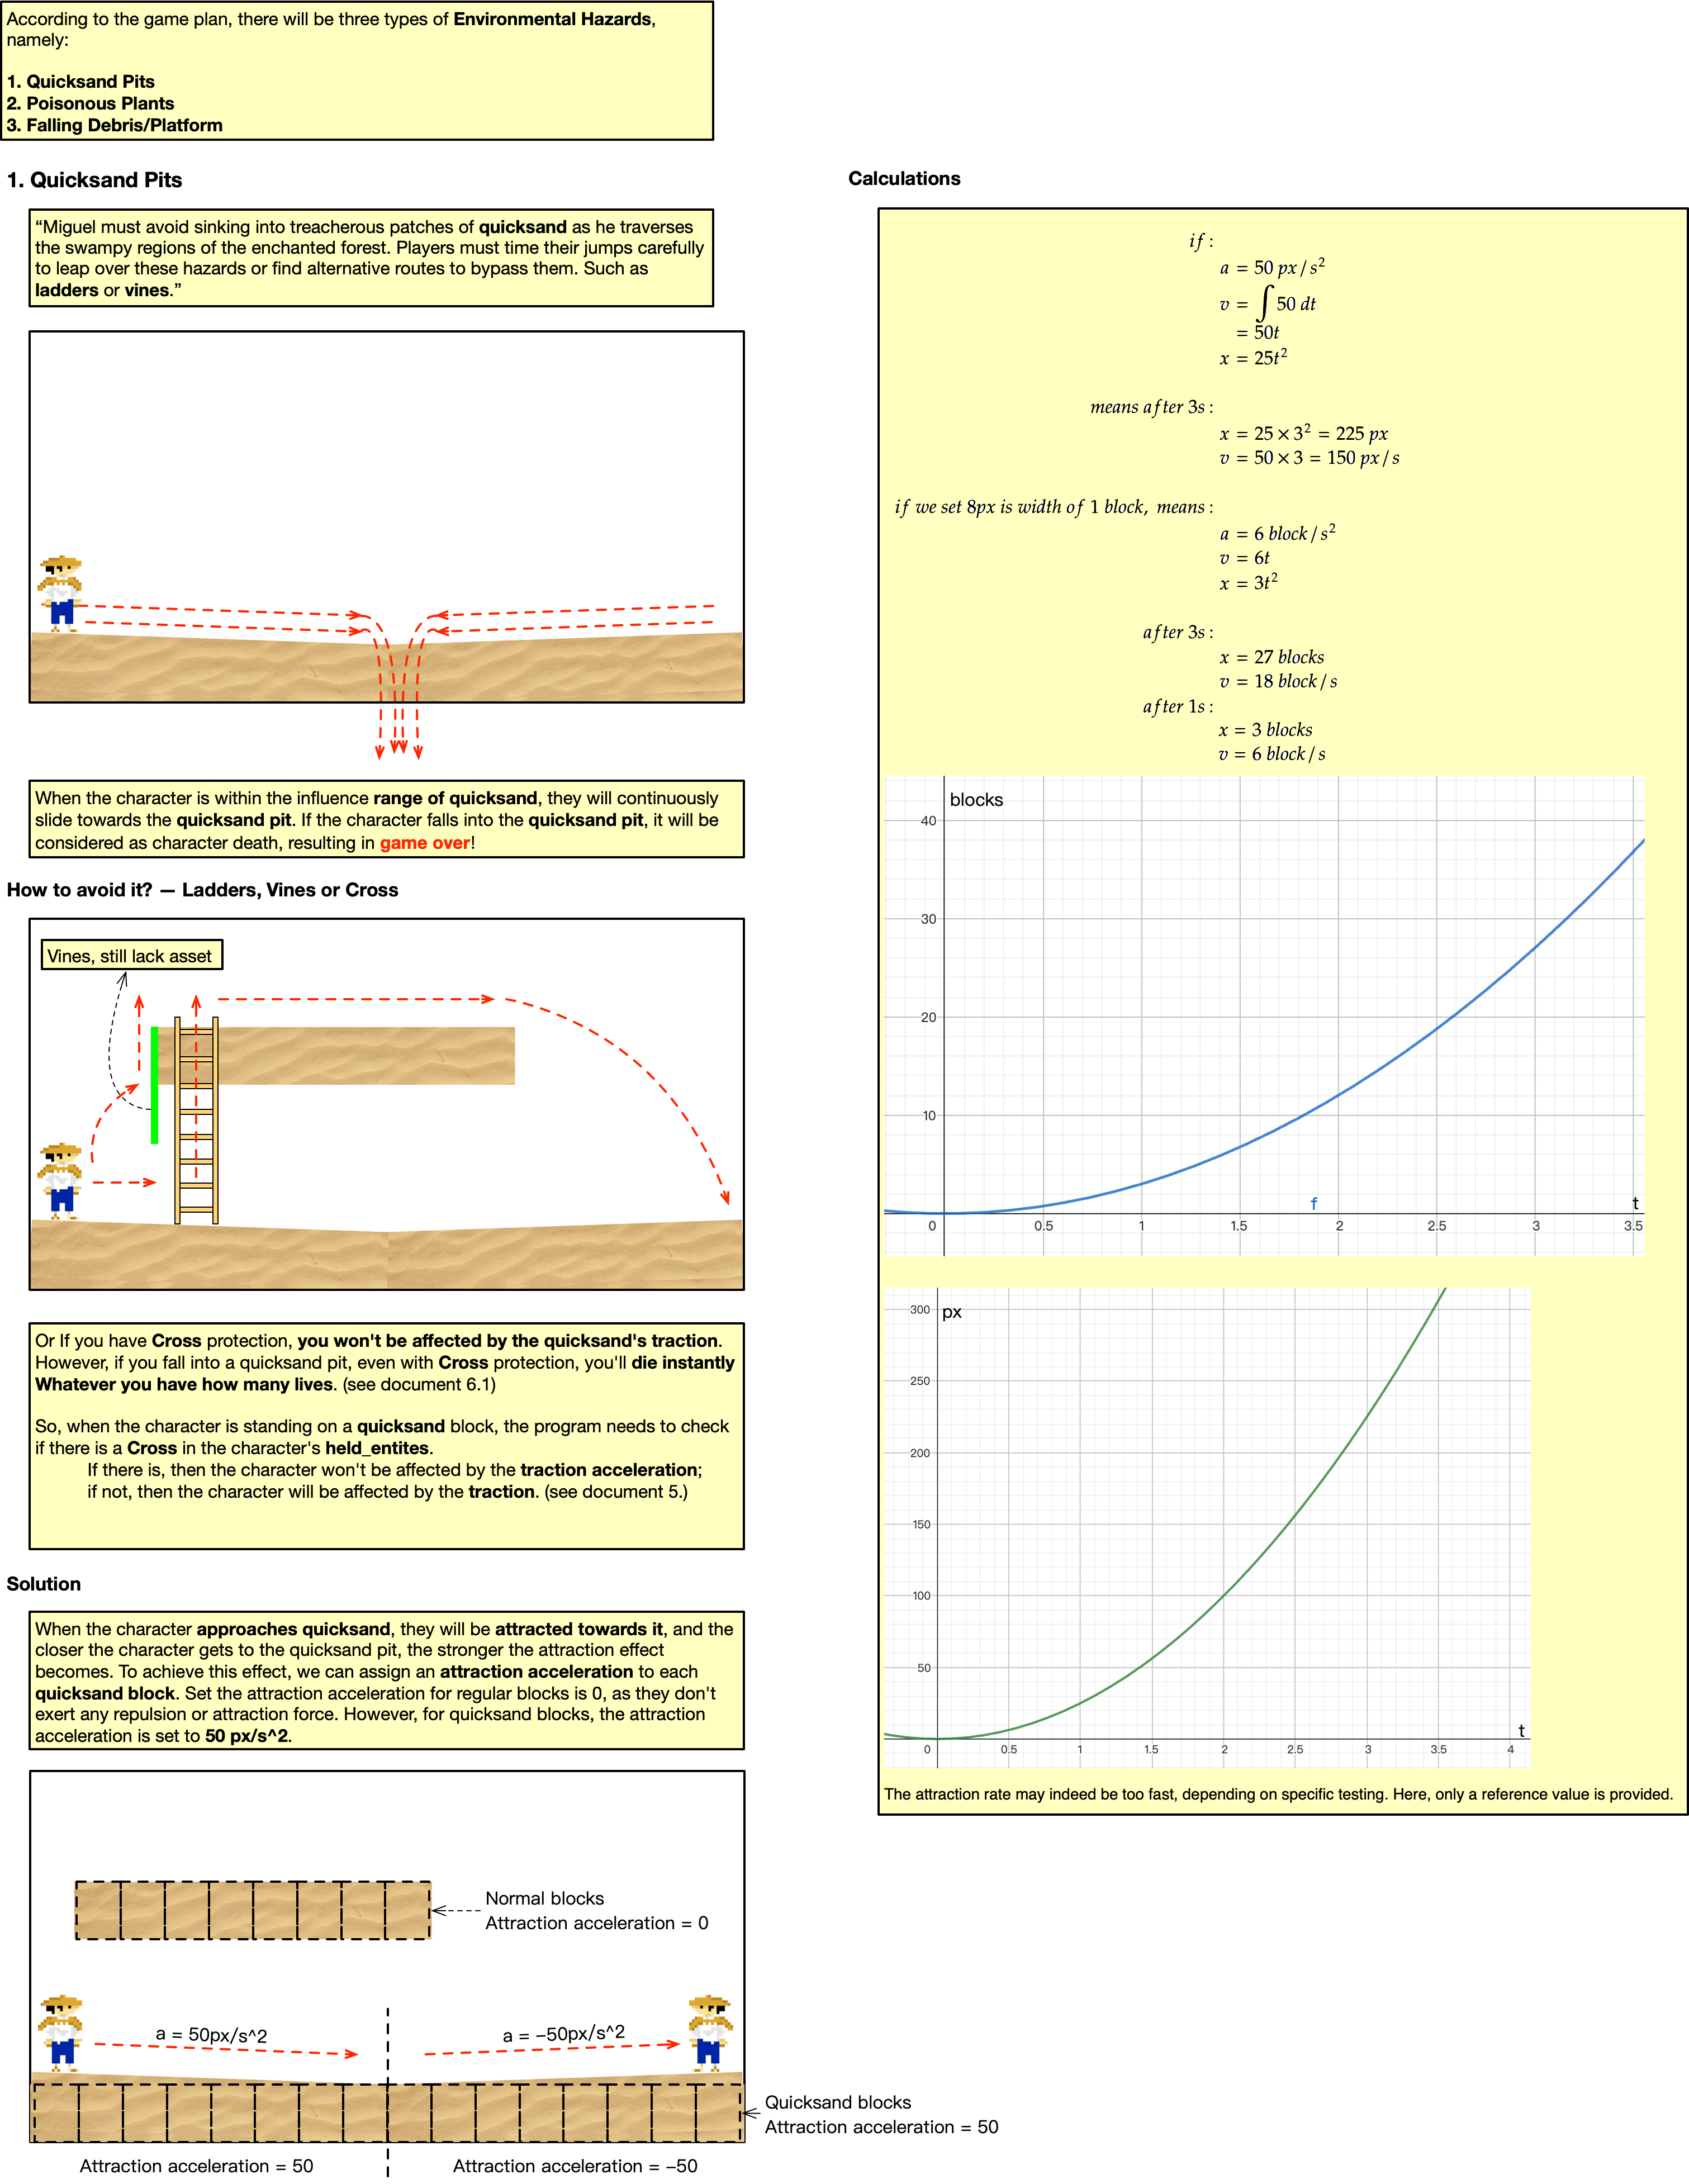 According to the game plan, there will be three types of Environmental Hazards,
namely:
1. Quicksand Pits
2. Poisonous Plants
3. Falling Debris/Platform
1. Quicksand Pits
“Miguel must avoid sinking into treacherous patches of quicksand as he traverses
the swampy regions of the enchanted forest. Players must time their jumps carefully
to leap over these hazards or find alternative routes to bypass them. Such as
ladders or vines.”
When the character is within the influence range of quicksand, they will continuously
slide towards the quicksand pit. If the character falls into the quicksand pit, it will be
considered as character death, resulting in game over!
How to avoid it? — Ladders, Vines or Cross
Vines, still lack asset
Or If you have Cross protection, you won't be affected by the quicksand's traction.
However, if you fall into a quicksand pit, even with Cross protection, you'll die instantly
Whatever you have how many lives. (see document 6.1)
So, when the character is standing on a quicksand block, the program needs to check
if there is a Cross in the character's held_entites.
If there is, then the character won't be affected by the traction acceleration;
if not, then the character will be affected by the traction. (see document 5.)
Solution
When the character approaches quicksand, they will be attracted towards it, and the
closer the character gets to the quicksand pit, the stronger the attraction effect
becomes. To achieve this effect, we can assign an attraction acceleration to each
quicksand block. Set the attraction acceleration for regular blocks is 0, as they don't
exert any repulsion or attraction force. However, for quicksand blocks, the attraction
acceleration is set to 50 px/s^2.
Normal blocks
Attraction acceleration = 0
a = 50px/s^2
a = −50px/s^2
Quicksand blocks
Attraction acceleration = 50
Attraction acceleration = 50
Attraction acceleration = −50
Calculations
if :
a = 50 px/s²
v = ∫ 50 dt
= 50t
x = 25t²
means after 3s :
x = 25 × 3² = 225 px
v = 50 × 3 = 150 px/s
if we set 8px is width of 1 block, means :
a = 6 block/s²
v = 6t
x = 3t²
after 3s :
x = 27 blocks
v = 18 block/s
after 1s :
x = 3 blocks
v = 6 block/s
blocks
40
30
20
10
f
t
0 0.5 1 1.5 2 2.5 3 3.5
px
300
250
200
150
100
50
t
0 0.5 1 1.5 2 2.5 3 3.5 4
The attraction rate may indeed be too fast, depending on specific testing. Here, only a reference value is provided.